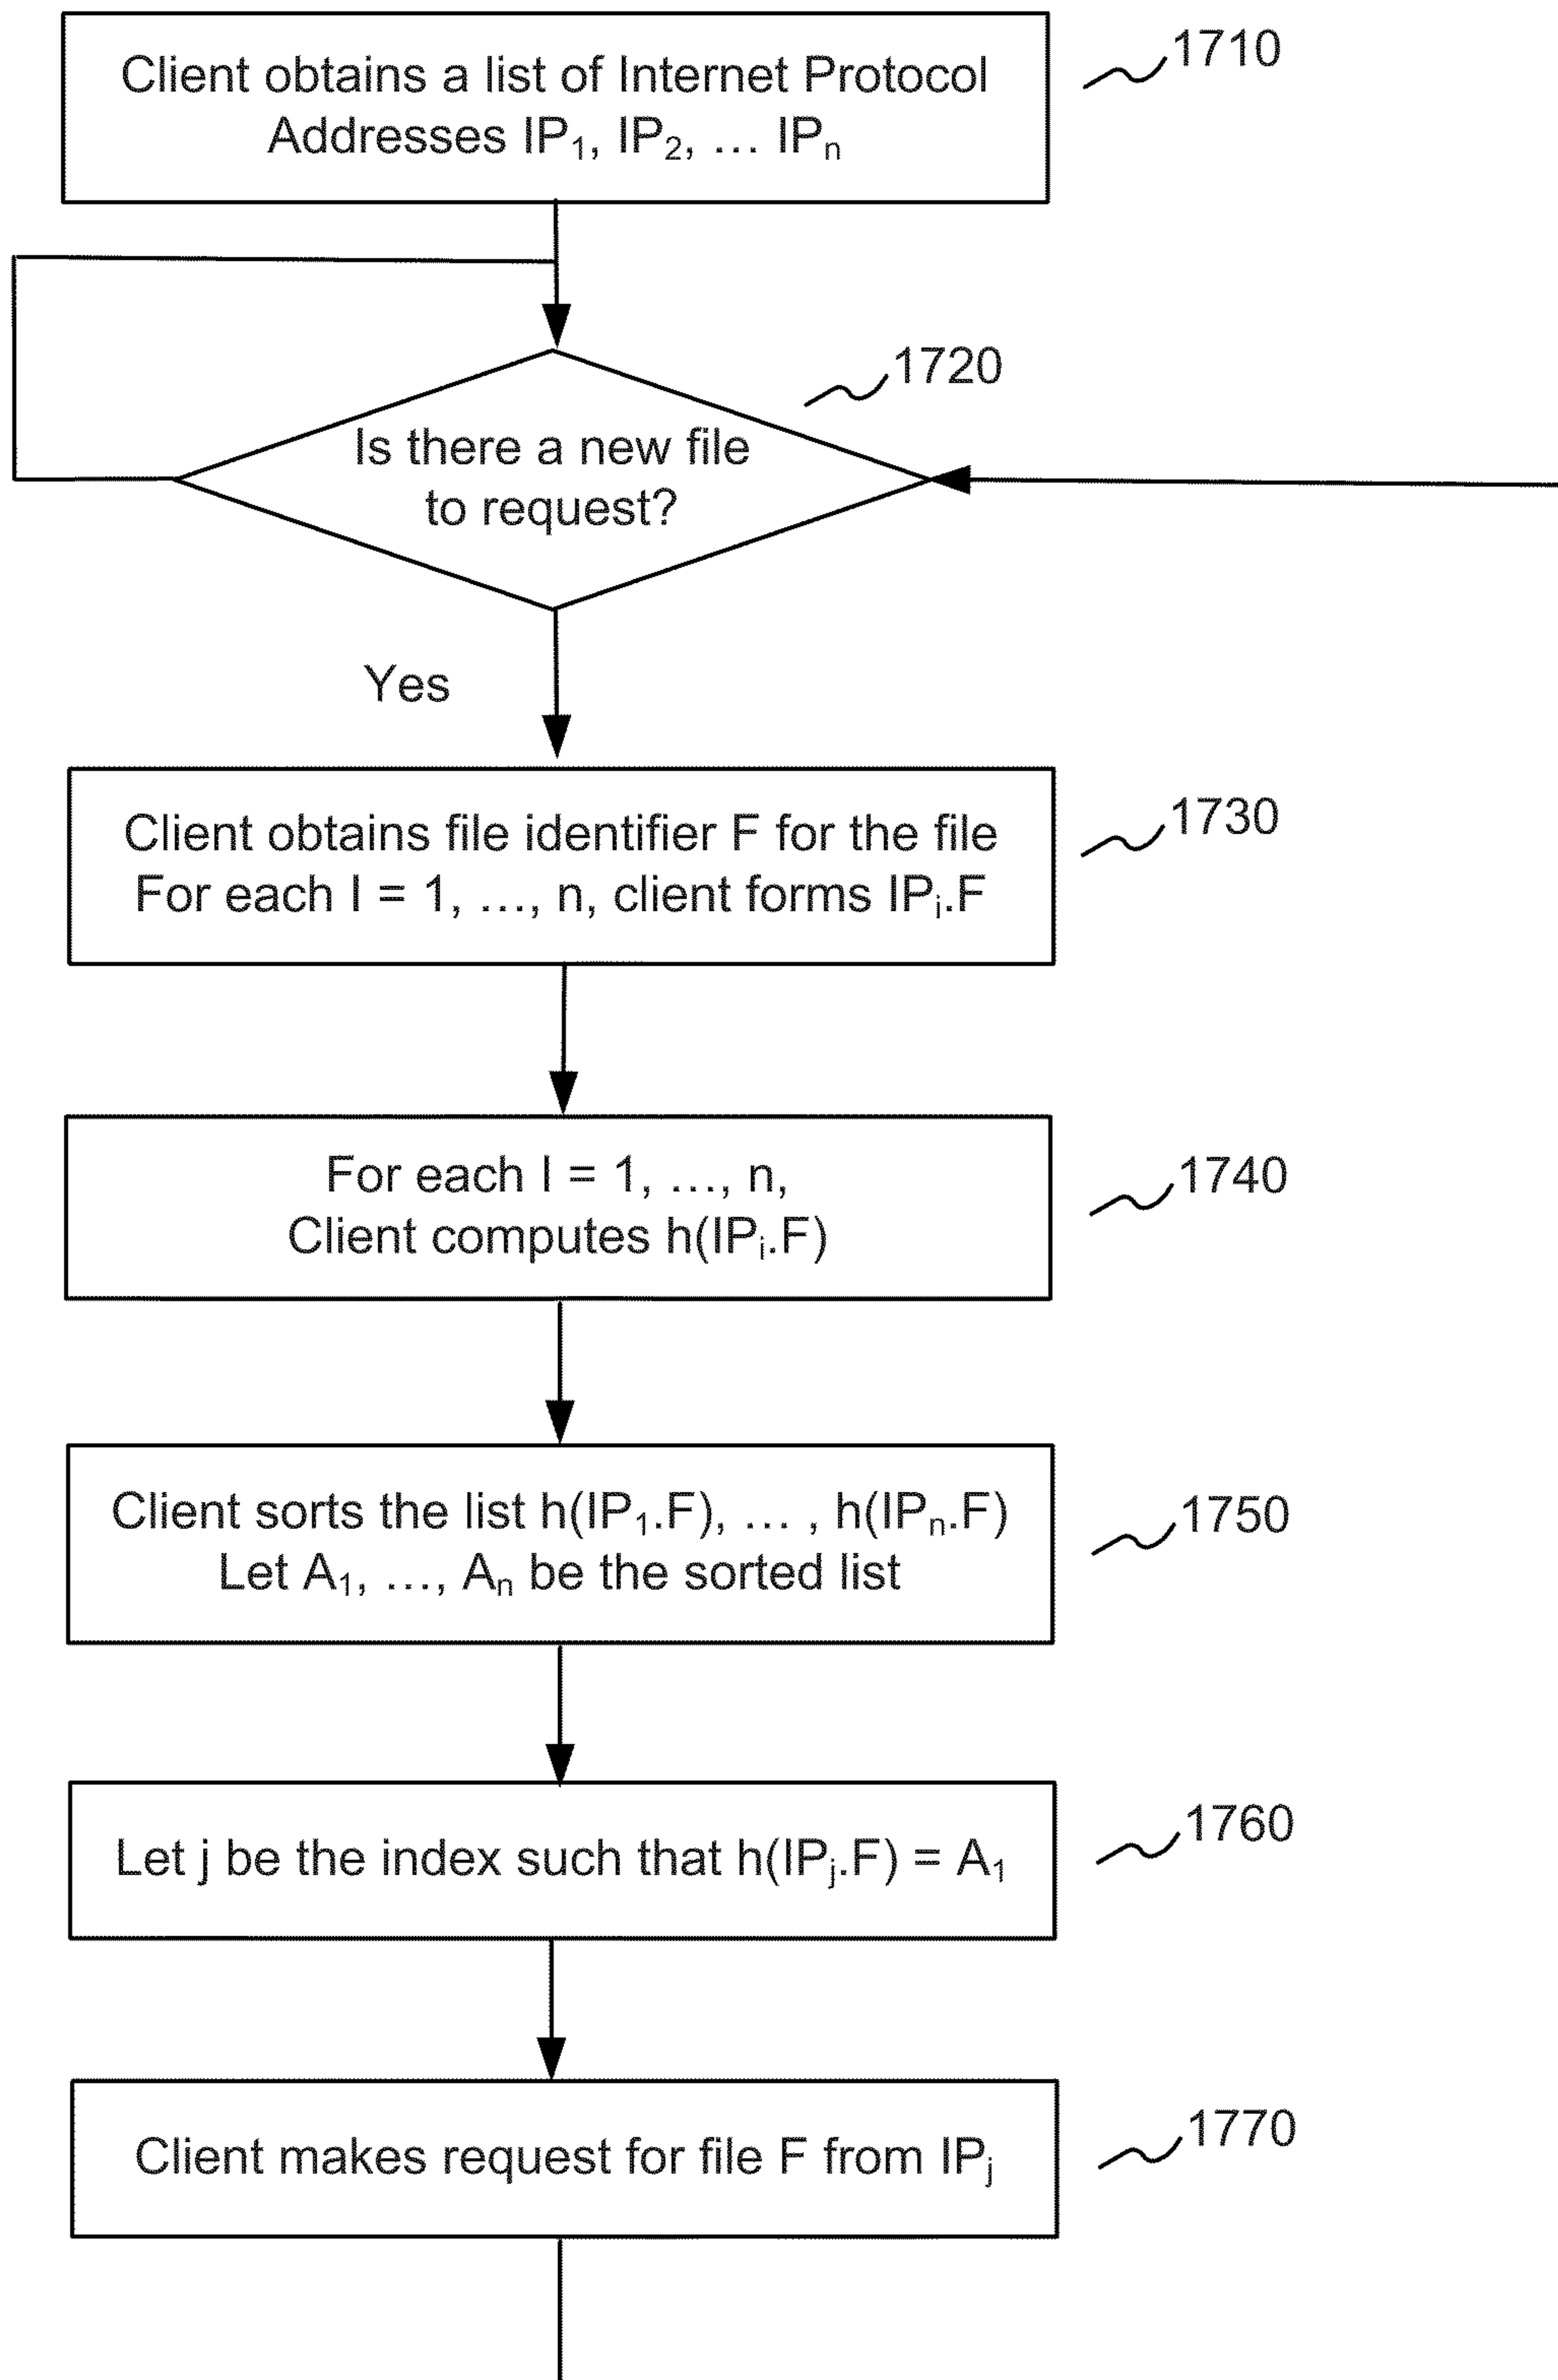 Client obtains a list of Internet Protocol
Addresses IP₁, IP₂, … IPₙ
1710
1720
Is there a new file
to request?
Yes
Client obtains file identifier F for the file
For each I = 1, …, n, client forms IPᵢ.F
1730
For each I = 1, …, n,
Client computes h(IPᵢ.F)
1740
Client sorts the list h(IP₁.F), … , h(IPₙ.F)
Let A₁, …, Aₙ be the sorted list
1750
Let j be the index such that h(IPⱼ.F) = A₁
1760
Client makes request for file F from IPⱼ
1770